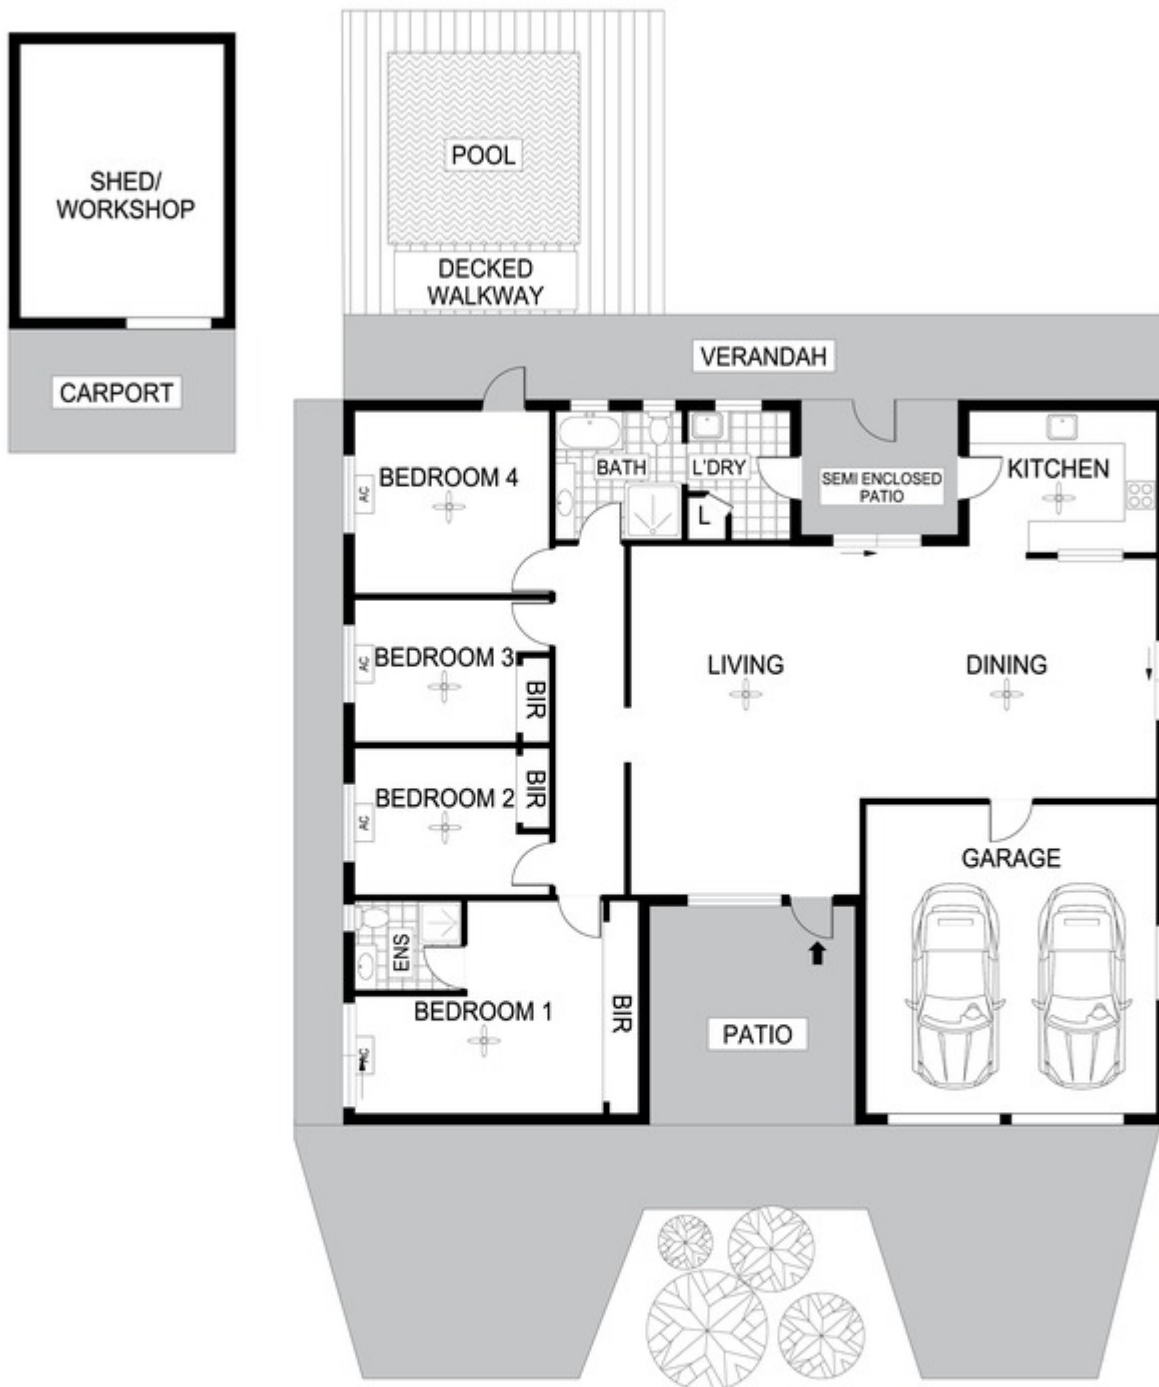 POOL
SHED/
WORKSHOP
DECKED
WALKWAY
VERANDAH
CARPORT
BEDROOM 4
BATH
L'DRY
SEMI ENCLOSED
PATIO
KITCHEN
AC
L
BEDROOM 3
AC
BIR
LIVING
DINING
BEDROOM 2
AC
BIR
GARAGE
ENS
BEDROOM 1
AC
BIR
PATIO